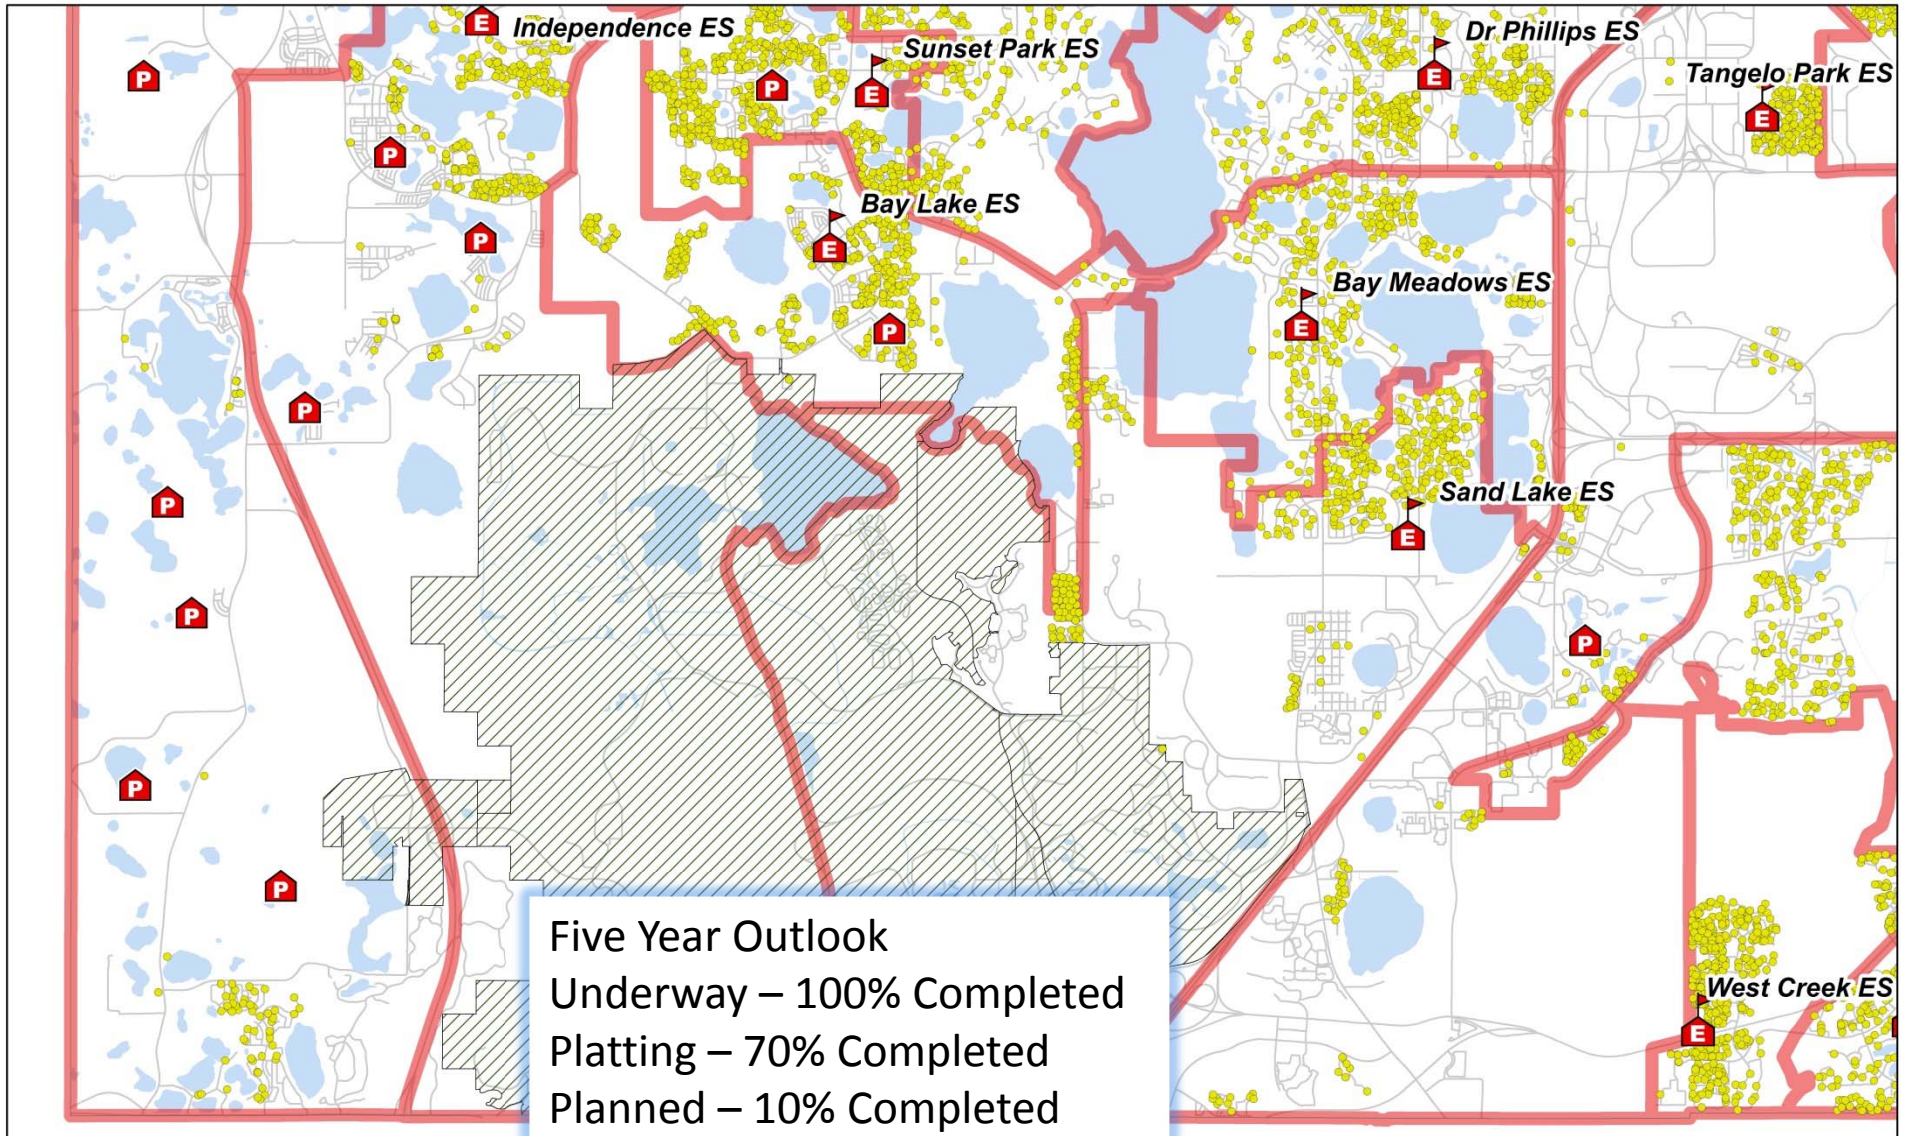 E
Independence ES
Dr Phillips ES
Sunset Park ES
Tangelo Park ES
P
E
P
E
E
P
Bay Lake ES
P
E
Bay Meadows ES
P
E
P
Sand Lake ES
P
E
P
P
P
P
Five Year Outlook
Underway – 100% Completed
Platting – 70% Completed
Planned – 10% Completed
West Creek ES
E